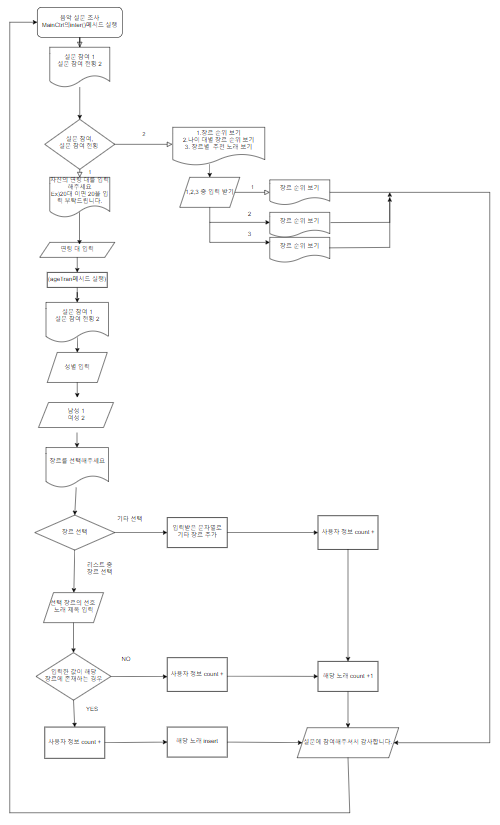 음악 설문 조사
MainCtrl의inter()메서드 실행
설문 참여 1
설문 참여 현황 2
설문 참여,
설문 참여 현황
2
1.장르 순위 보기
2.나이 대별 장르 순위 보기
3. 장르별 추천 노래 보기
1
자신의 연령 대를 입력
해주세요
Ex)20대 이면 20을 입
력 부탁드립니다.
1,2,3 중 입력 받기
1
장르 순위 보기
2
장르 순위 보기
3
장르 순위 보기
연령 대 입력
(ageTran메서드 실행)
설문 참여 1
설문 참여 현황 2
성별 입력
남성 1
여성 2
장르를 선택해주세요
장르 선택
기타 선택
입력받은 문자열로
기타 장르 추가
사용자 정보 count +
리스트 중
장르 선택
선택 장르의 선호
노래 제목 입력
입력한 값이 해당
장르에 존재하는 경우
NO
사용자 정보 count +
해당 노래 count +1
YES
사용자 정보 count +
해당 노래 insert
설문에 참여해주셔서 감사합니다.